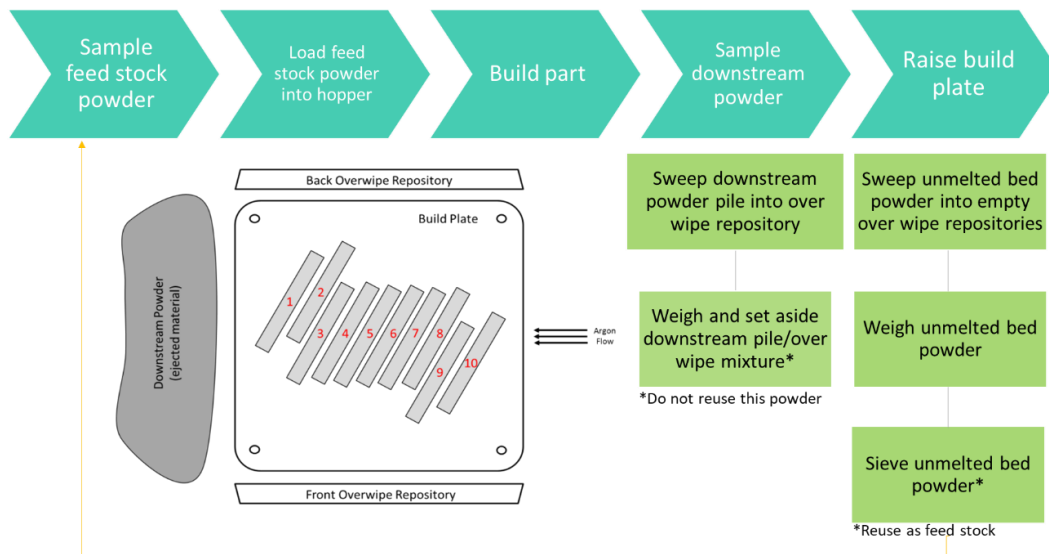 Sample
feed stock
powder
Load feed
stock powder
into hopper
Build part
Sample
downstream
powder
Raise build
plate
Back Overwipe Repository
Build Plate
Downstream Powder
(ejected material)
1
2
3
4
5
6
7
8
9
10
Argon
Flow
Front Overwipe Repository
Sweep downstream
powder pile into over
wipe repository
Weigh and set aside
downstream pile/over
wipe mixture*
*Do not reuse this powder
Sweep unmelted bed
powder into empty
over wipe repositories
Weigh unmelted bed
powder
Sieve unmelted bed
powder*
*Reuse as feed stock